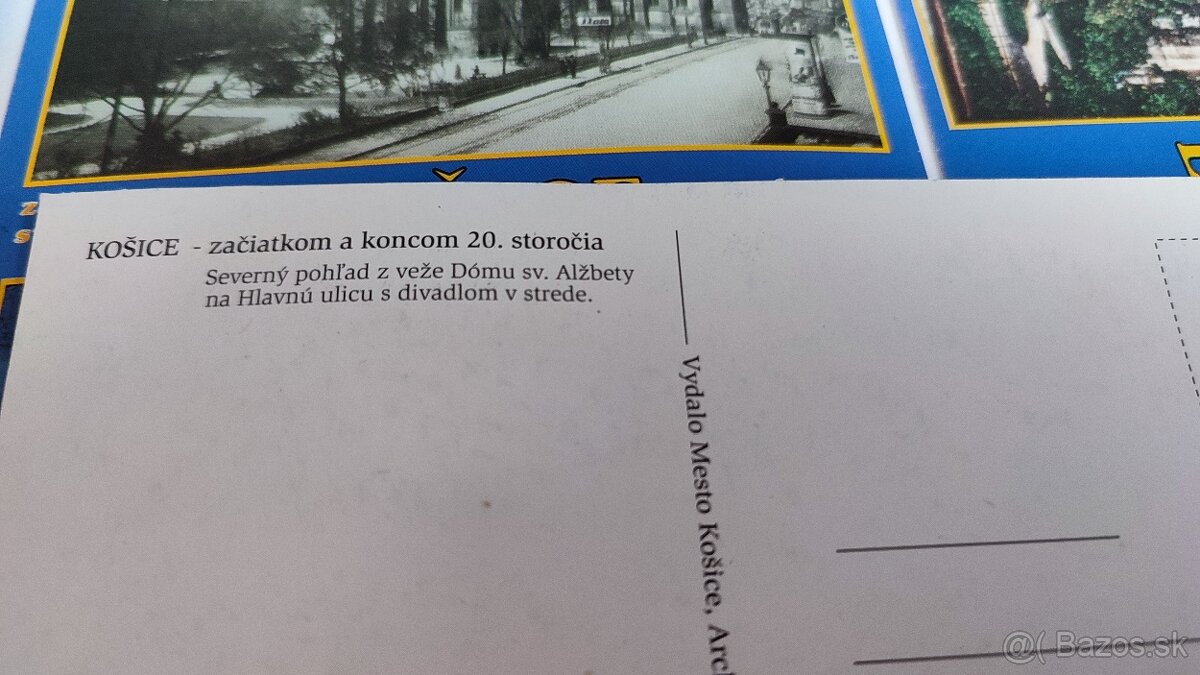 KOŠICE - začiatkom a koncom 20. storočia
Severný pohľad z veže Dómu sv. Alžbety
na Hlavnú ulicu s divadlom v strede.
Vydalo Mesto Košice, Arc
@( Bazos.sk